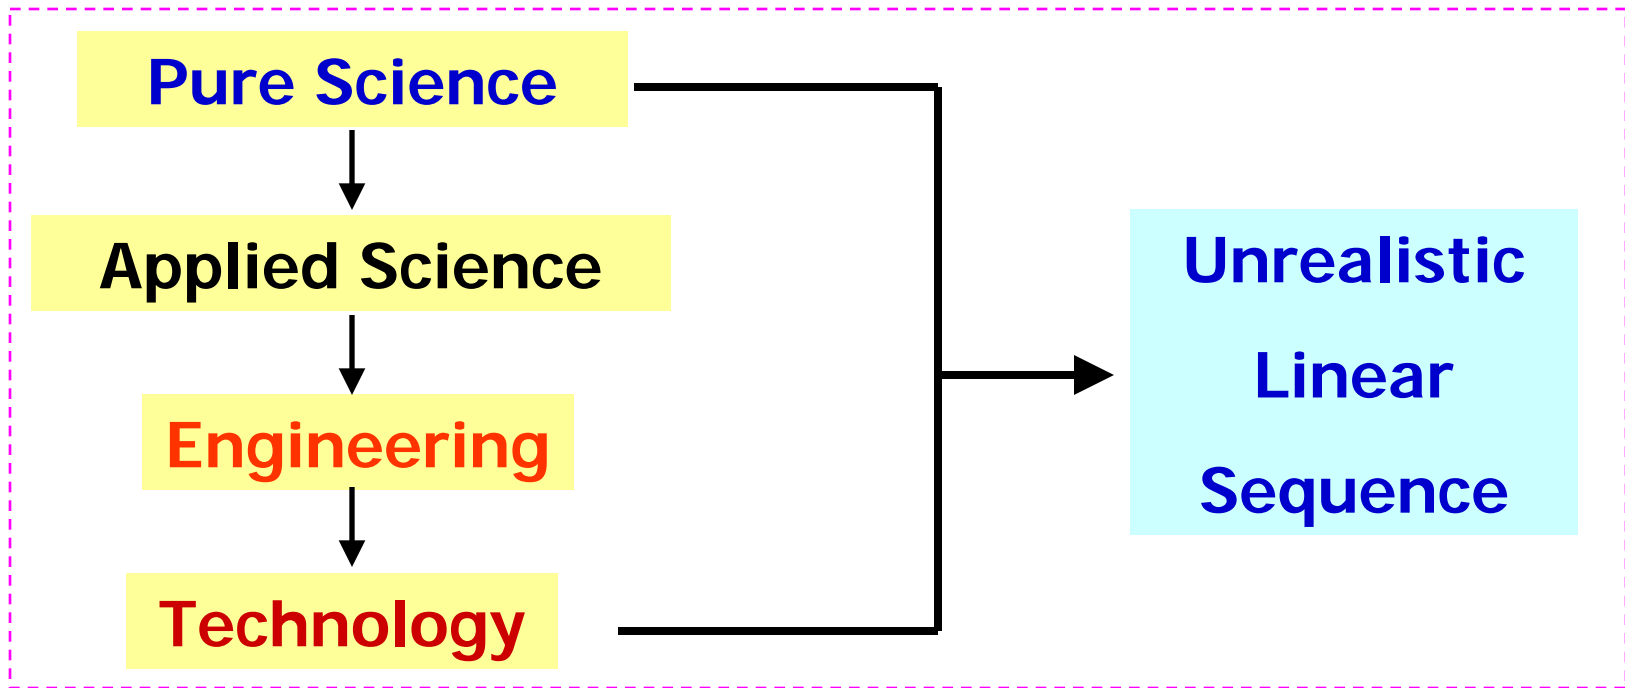 Pure Science
Applied Science
Engineering
Technology
Unrealistic
Linear
Sequence